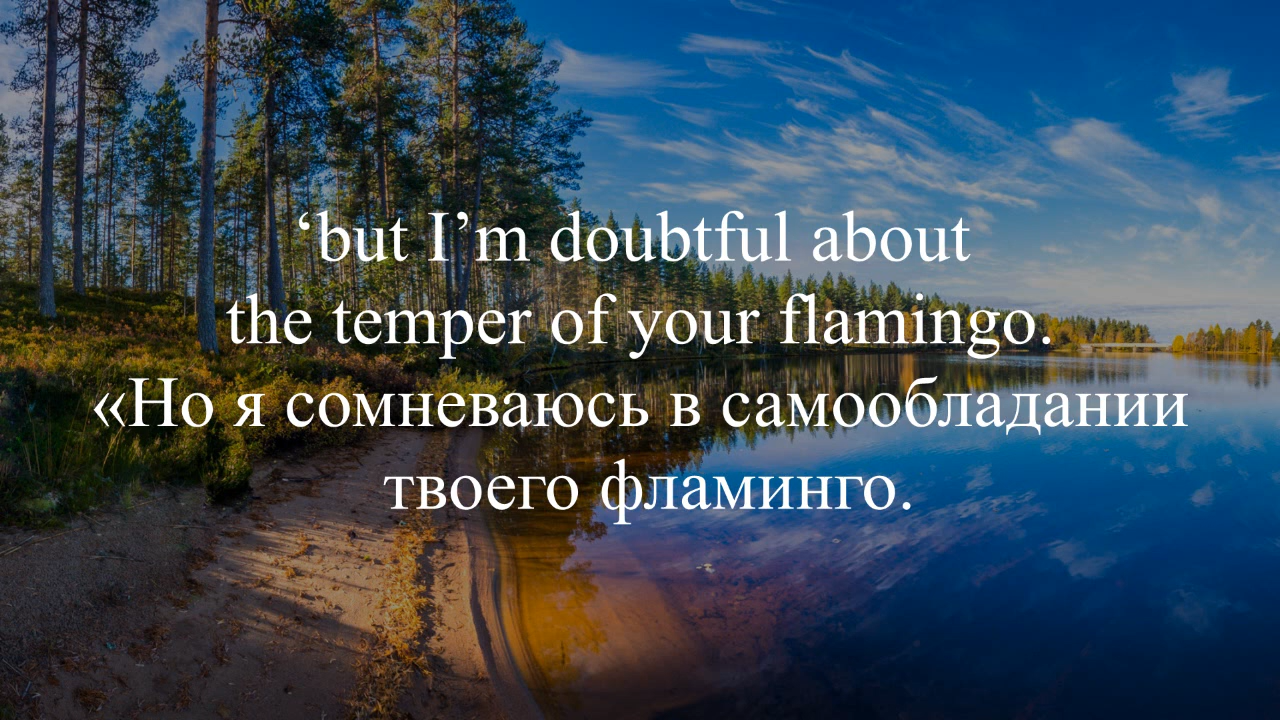 ‘but I’m doubtful about
the temper of your flamingo.
«Но я сомневаюсь в самообладании
твоего фламинго.